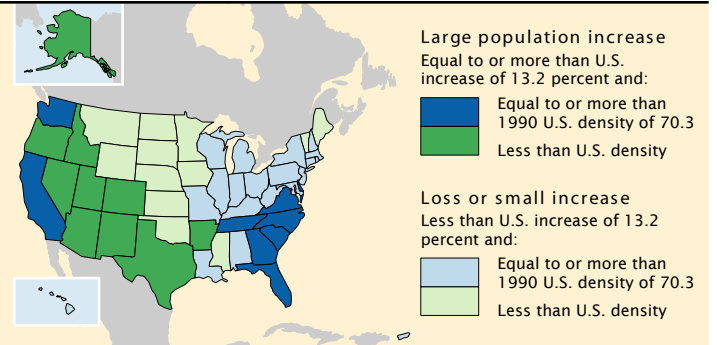 Large population increase
Equal to or more than U.S.
increase of 13.2 percent and:
Equal to or more than
1990 U.S. density of 70.3
Less than U.S. density
Loss or small increase
Less than U.S. increase of 13.2
percent and:
Equal to or more than
1990 U.S. density of 70.3
Less than U.S. density